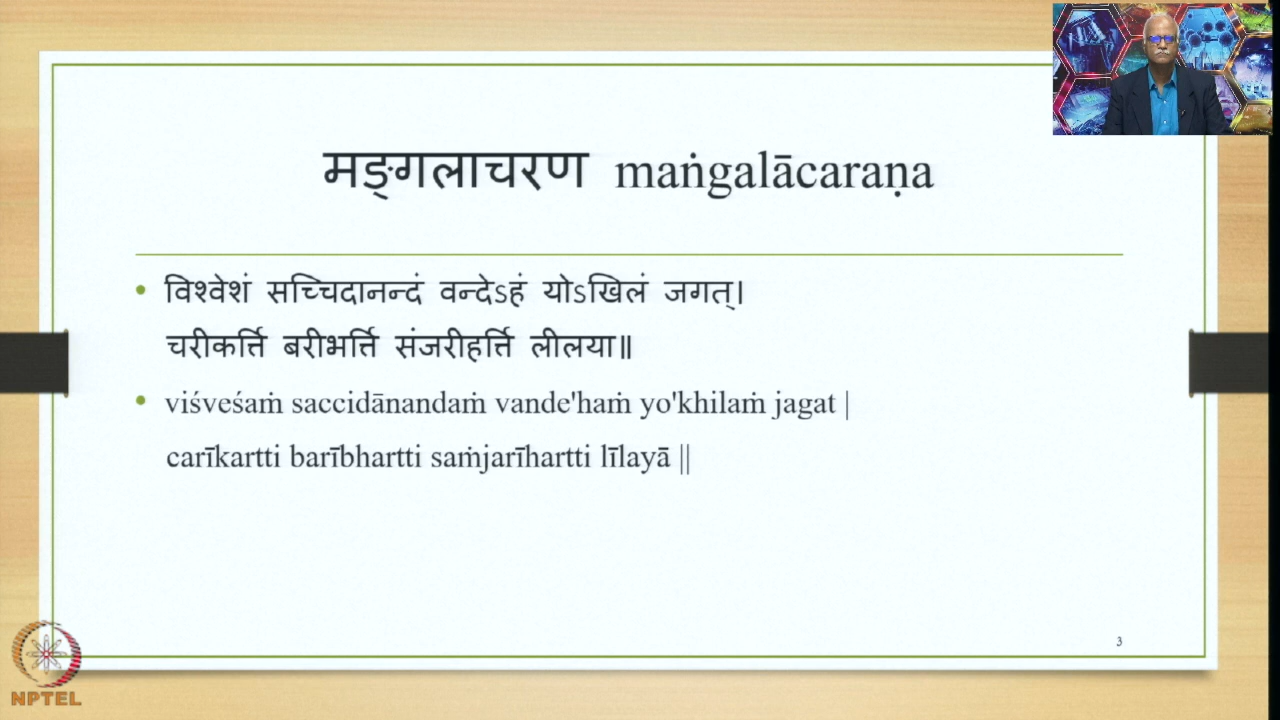 मङ्गलाचरण maṅgalācaraṇa
• विश्वेशं सच्चिदानन्दं वन्देऽहं योऽखिलं जगत्।
चरीकर्त्ति बरीभर्त्ति संजरीहर्त्ति लीलया॥
• viśveśaṁ saccidānandaṁ vande'haṁ yo'khilaṁ jagat |
carīkartti barībhartti saṁjarīhartti līlayā ||
3
NPTEL